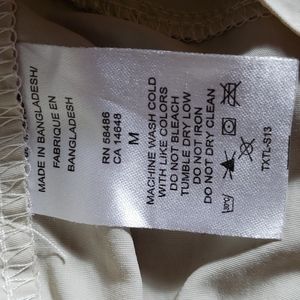 MADE IN BANGLADESH/
FABRIQUE EN
BANGLADESH
RN 58486
CA 14648
M
MACHINE WASH COLD
WITH LIKE COLORS
DO NOT BLEACH
TUMBLE DRY LOW
DO NOT IRON
DO NOT DRY CLEAN
30°C
TXTL-S13